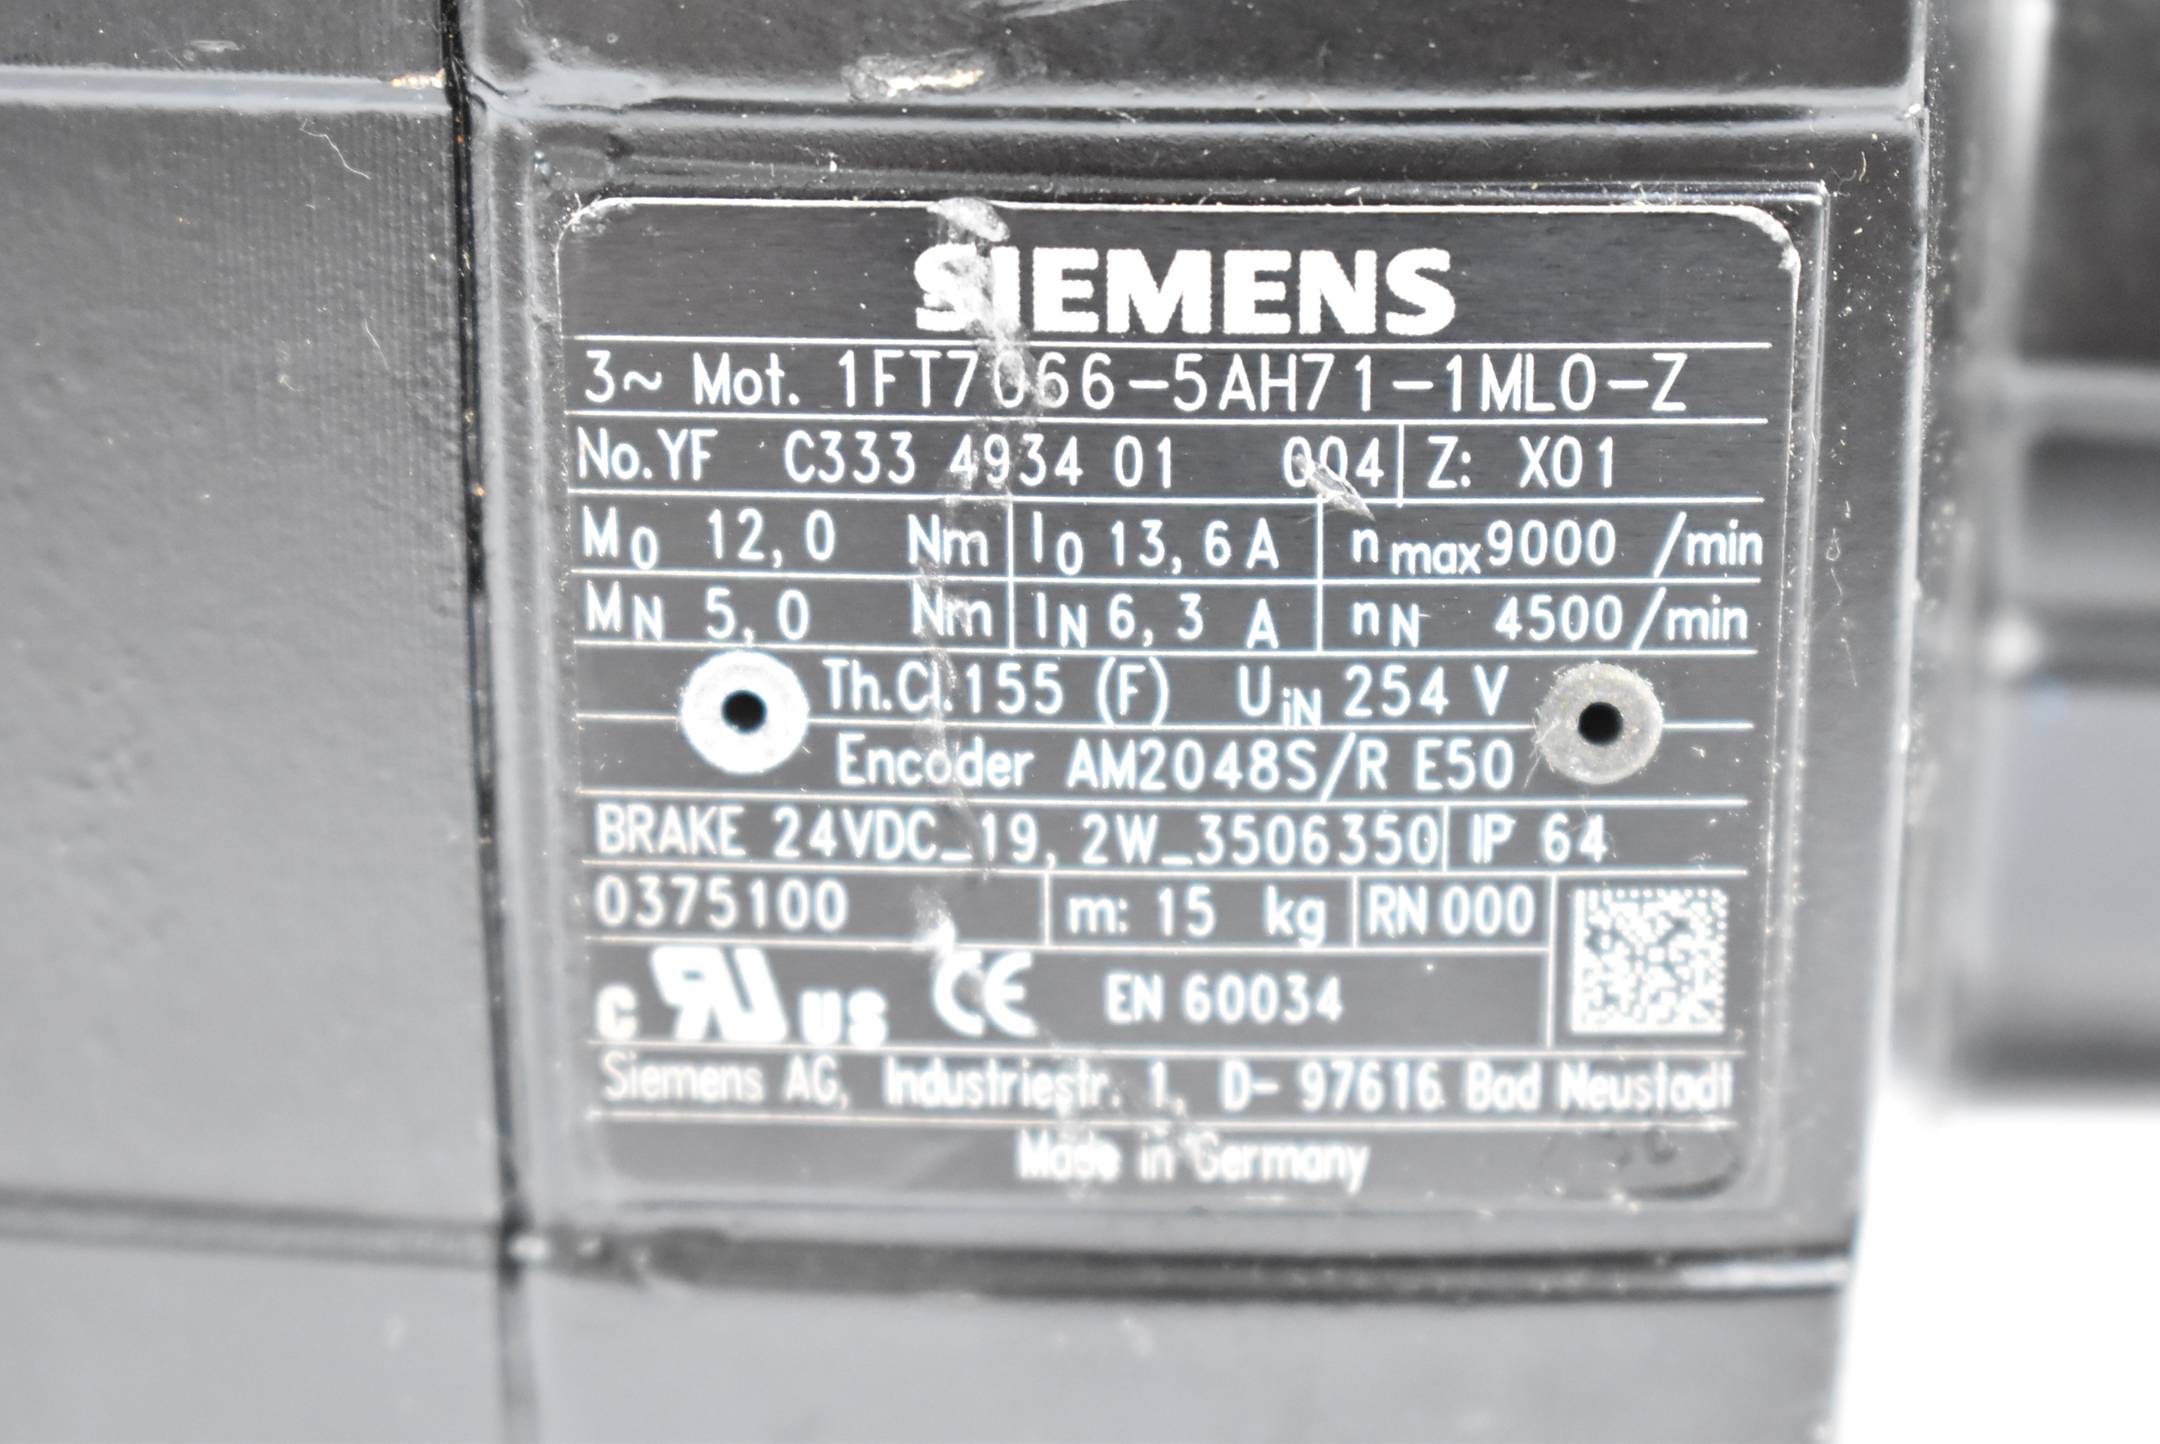 SIEMENS
3~ Mot. 1FT7066-5AH71-1ML0-Z
No.YF C333 4934 01 004 Z: X01
M0 12,0 Nm I0 13,6 A nmax 9000 /min
MN 5,0 Nm IN 6,3 A nN 4500 /min
Th.Cl.155 (F) UiN 254 V
Encoder AM2048S/R E50
BRAKE 24VDC_19,2W_3506350 IP 64
0375100 m: 15 kg RN 000
c RU us CE EN 60034
Siemens AG, Industriestr. 1, D- 97616 Bad Neustadt
Made in Germany